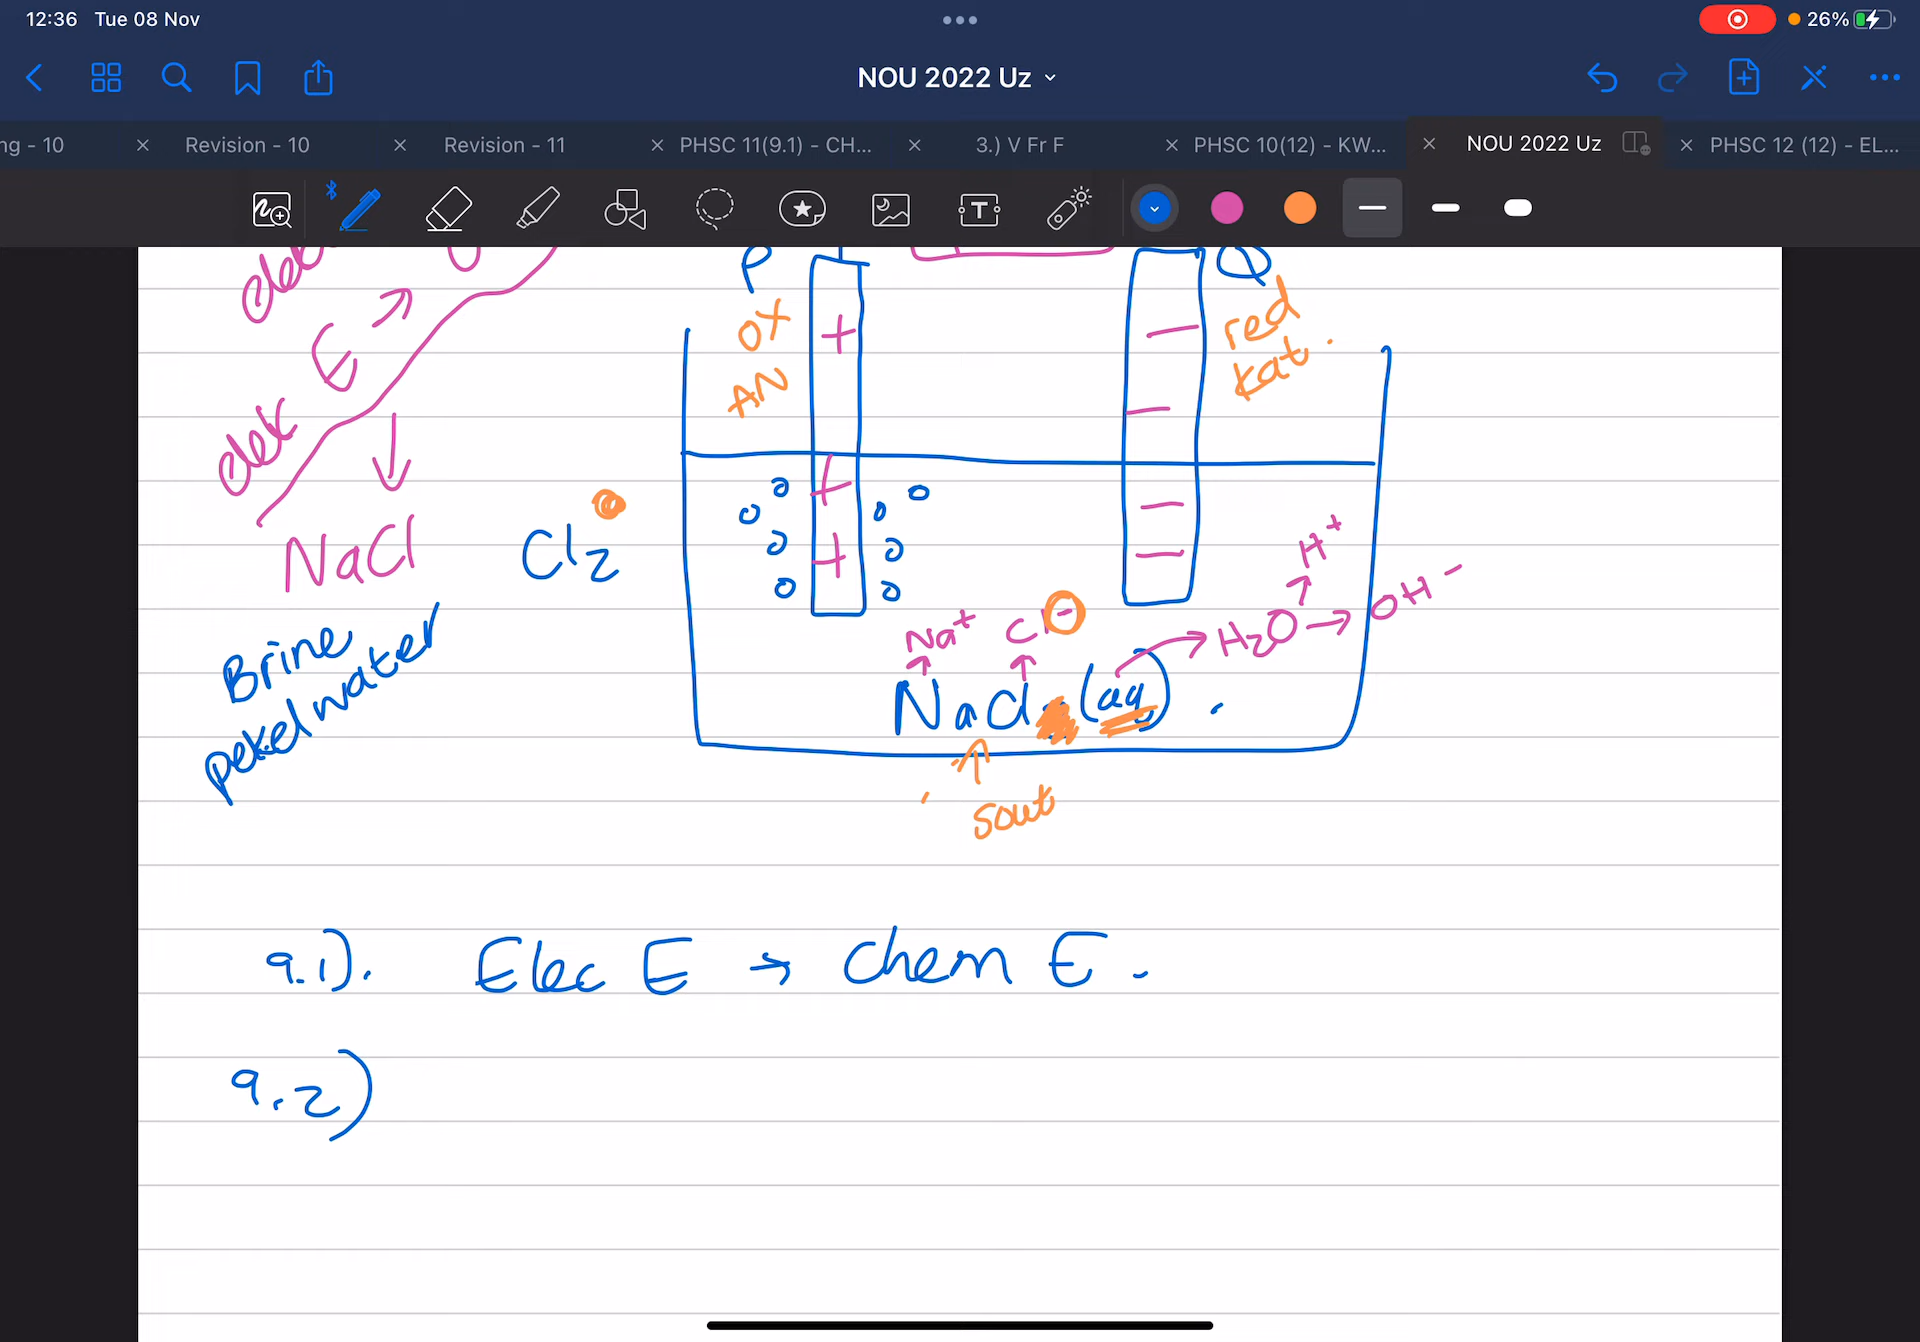 12:36 Tue 08 Nov
26%
NOU 2022 Uz
ng - 10
Revision - 10
Revision - 11
PHSC 11(9.1) - CH...
3.) V Fr F
PHSC 10(12) - KW...
NOU 2022 Uz
PHSC 12 (12) - EL...
T
P
Q
OX
AN
+
red
kat.
E →
elek
NaCl
Cl2
+
+
Brine
pekelwater
Na+ Cl-
H2O → OH-
H+
NaCl (aq)
sout
9.1). Elec E → Chem E.
9.2)